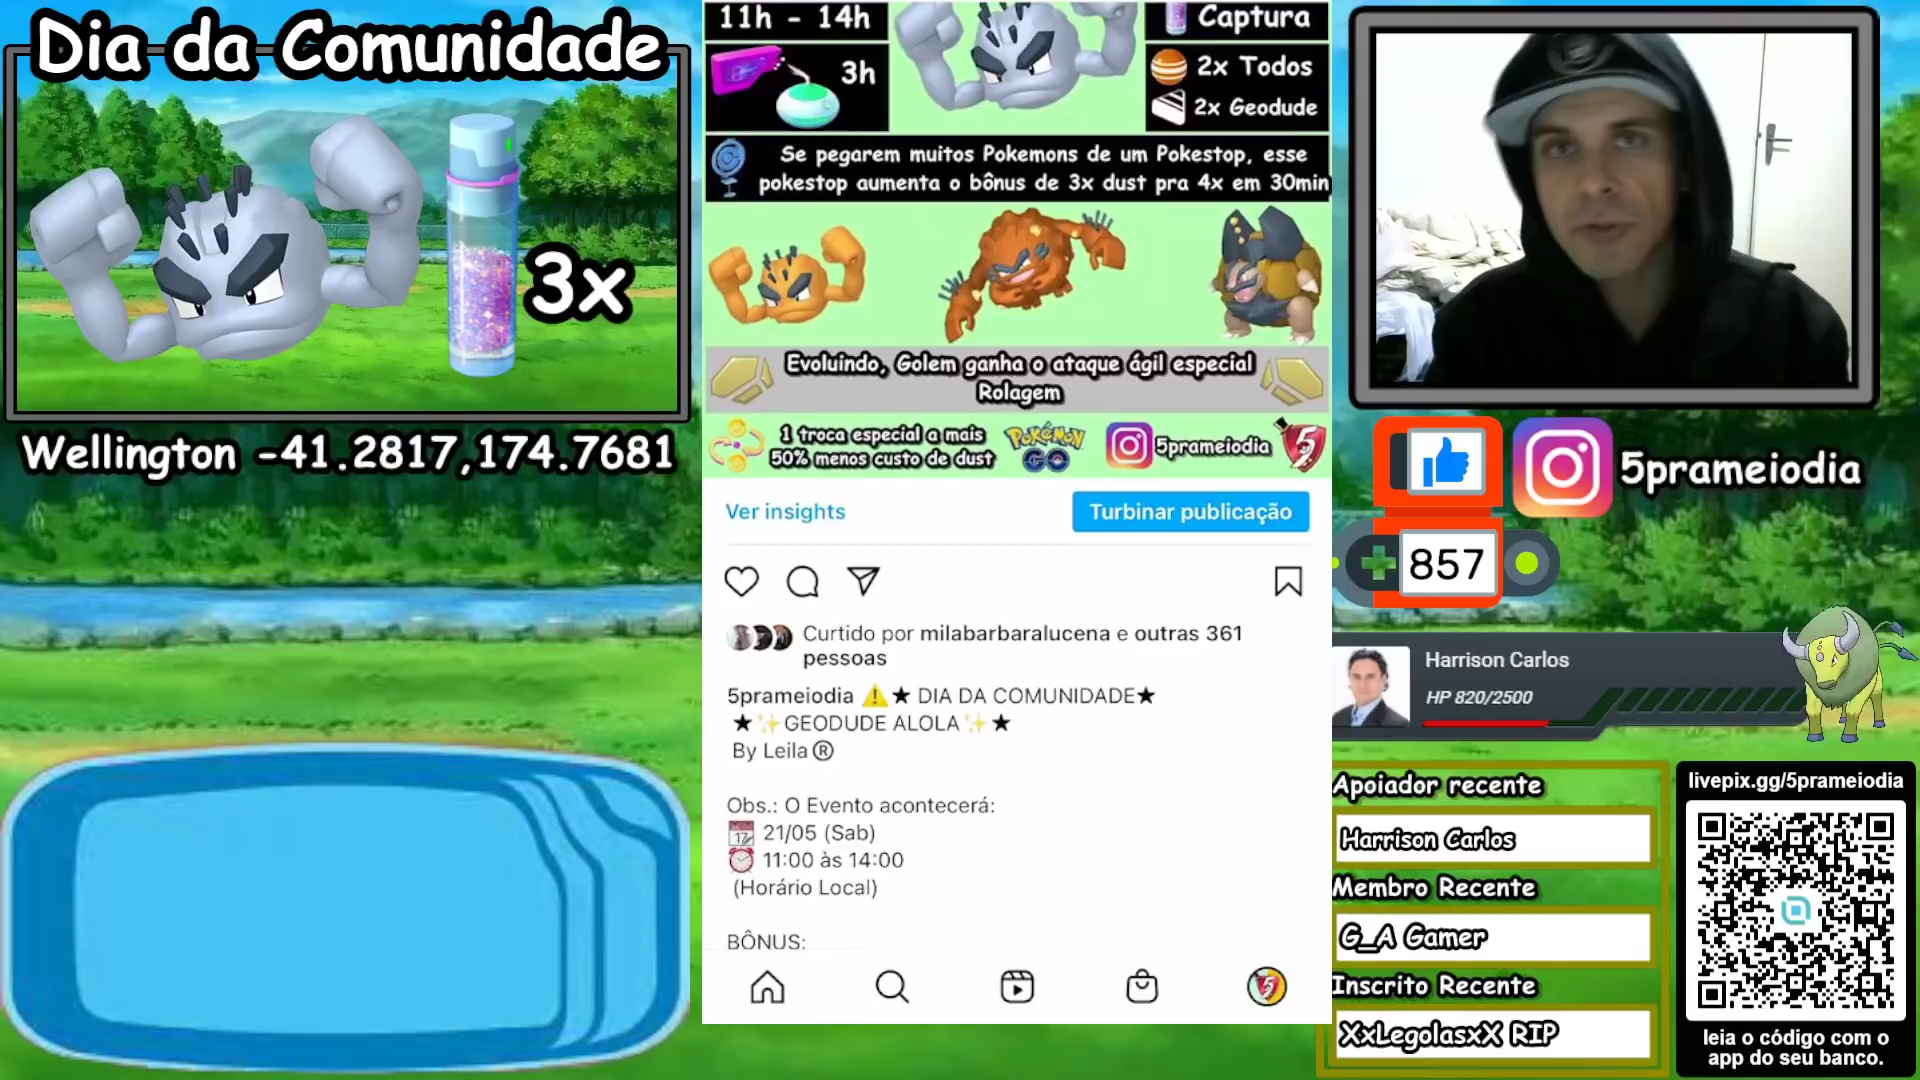 Dia da Comunidade
3x
Wellington -41.2817,174.7681
11h - 14h
3h
Captura
2x Todos
2x Geodude
Se pegarem muitos Pokemons de um Pokestop, esse
pokestop aumenta o bônus de 3x dust pra 4x em 30min
Evoluindo, Golem ganha o ataque ágil especial
Rolagem
1 troca especial a mais
50% menos custo de dust
POKÉMON
GO
5prameiodia
5
Ver insights
Turbinar publicação
Curtido por milabarbaralucena e outras 361
pessoas
5prameiodia ⚠️★ DIA DA COMUNIDADE★
★✨GEODUDE ALOLA✨★
By Leila®
Obs.: O Evento acontecerá:
📅 21/05 (Sab)
⏰ 11:00 às 14:00
(Horário Local)
BÔNUS:
5prameiodia
857
Harrison Carlos
HP 820/2500
Apoiador recente
Harrison Carlos
Membro Recente
G_A Gamer
Inscrito Recente
XxLegolasxX RIP
livepix.gg/5prameiodia
leia o código com o
app do seu banco.